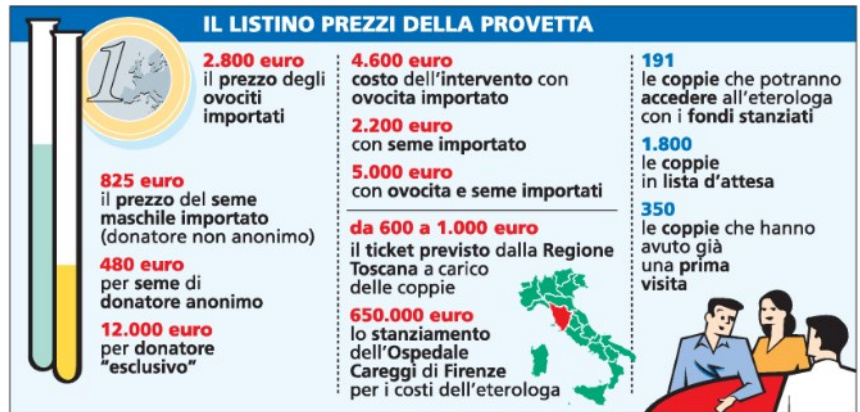 IL LISTINO PREZZI DELLA PROVETTA
1
2.800 euro
il prezzo degli
ovociti
importati
825 euro
il prezzo del seme
maschile importato
(donatore non anonimo)
480 euro
per seme di
donatore anonimo
12.000 euro
per donatore
"esclusivo"
4.600 euro
costo dell'intervento con
ovocita importato
2.200 euro
con seme importato
5.000 euro
con ovocita e seme importati
da 600 a 1.000 euro
il ticket previsto dalla Regione
Toscana a carico
delle coppie
650.000 euro
lo stanziamento
dell'Ospedale
Careggi di Firenze
per i costi dell'eterologa
191
le coppie che potranno
accedere all'eterologa
con i fondi stanziati
1.800
le coppie
in lista d'attesa
350
le coppie che hanno
avuto già
una prima
visita